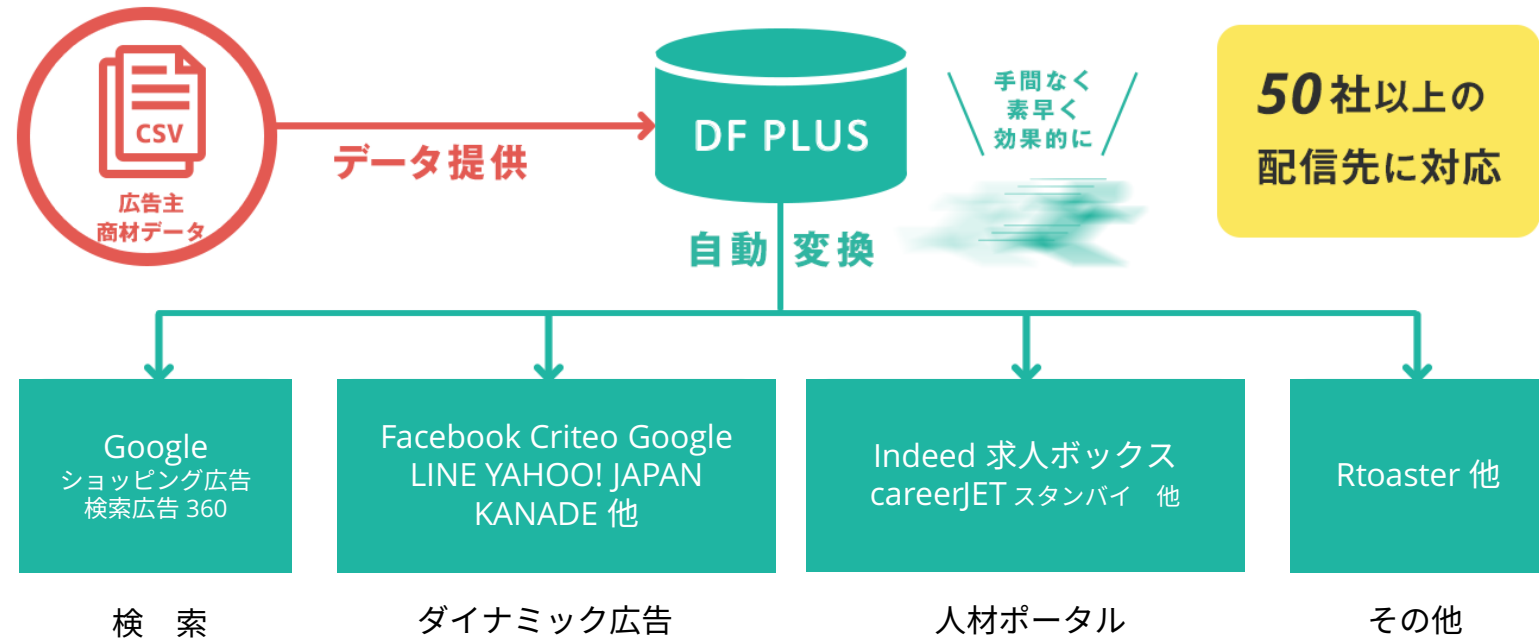 CSV
広告主
商材データ
データ提供
DF PLUS
手間なく
素早く
効果的に
50社以上の
配信先に対応
自動変換
Google
ショッピング広告
検索広告 360
Facebook Criteo Google
LINE YAHOO! JAPAN
KANADE 他
Indeed 求人ボックス
careerJET スタンバイ　他
Rtoaster 他
検　索
ダイナミック広告
人材ポータル
その他